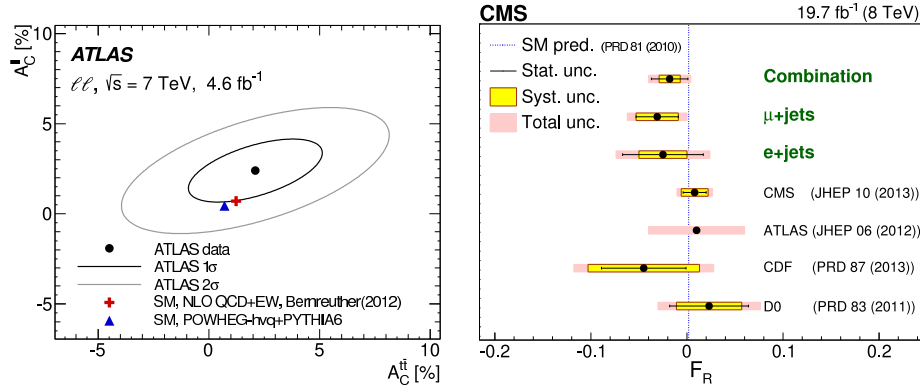 A_C^ll [%]
10
5
0
-5
ATLAS
ℓℓ, √s = 7 TeV, 4.6 fb⁻¹
ATLAS data
ATLAS 1σ
ATLAS 2σ
SM, NLO QCD+EW, Bernreuther(2012)
SM, POWHEG-hvq+PYTHIA6
-5 0 5 10
A_C^tt̄ [%]
CMS 19.7 fb⁻¹ (8 TeV)
SM pred. (PRD 81 (2010))
Stat. unc.
Syst. unc.
Total unc.
Combination
μ+jets
e+jets
CMS (JHEP 10 (2013))
ATLAS (JHEP 06 (2012))
CDF (PRD 87 (2013))
D0 (PRD 83 (2011))
-0.2 -0.1 0 0.1 0.2
F_R